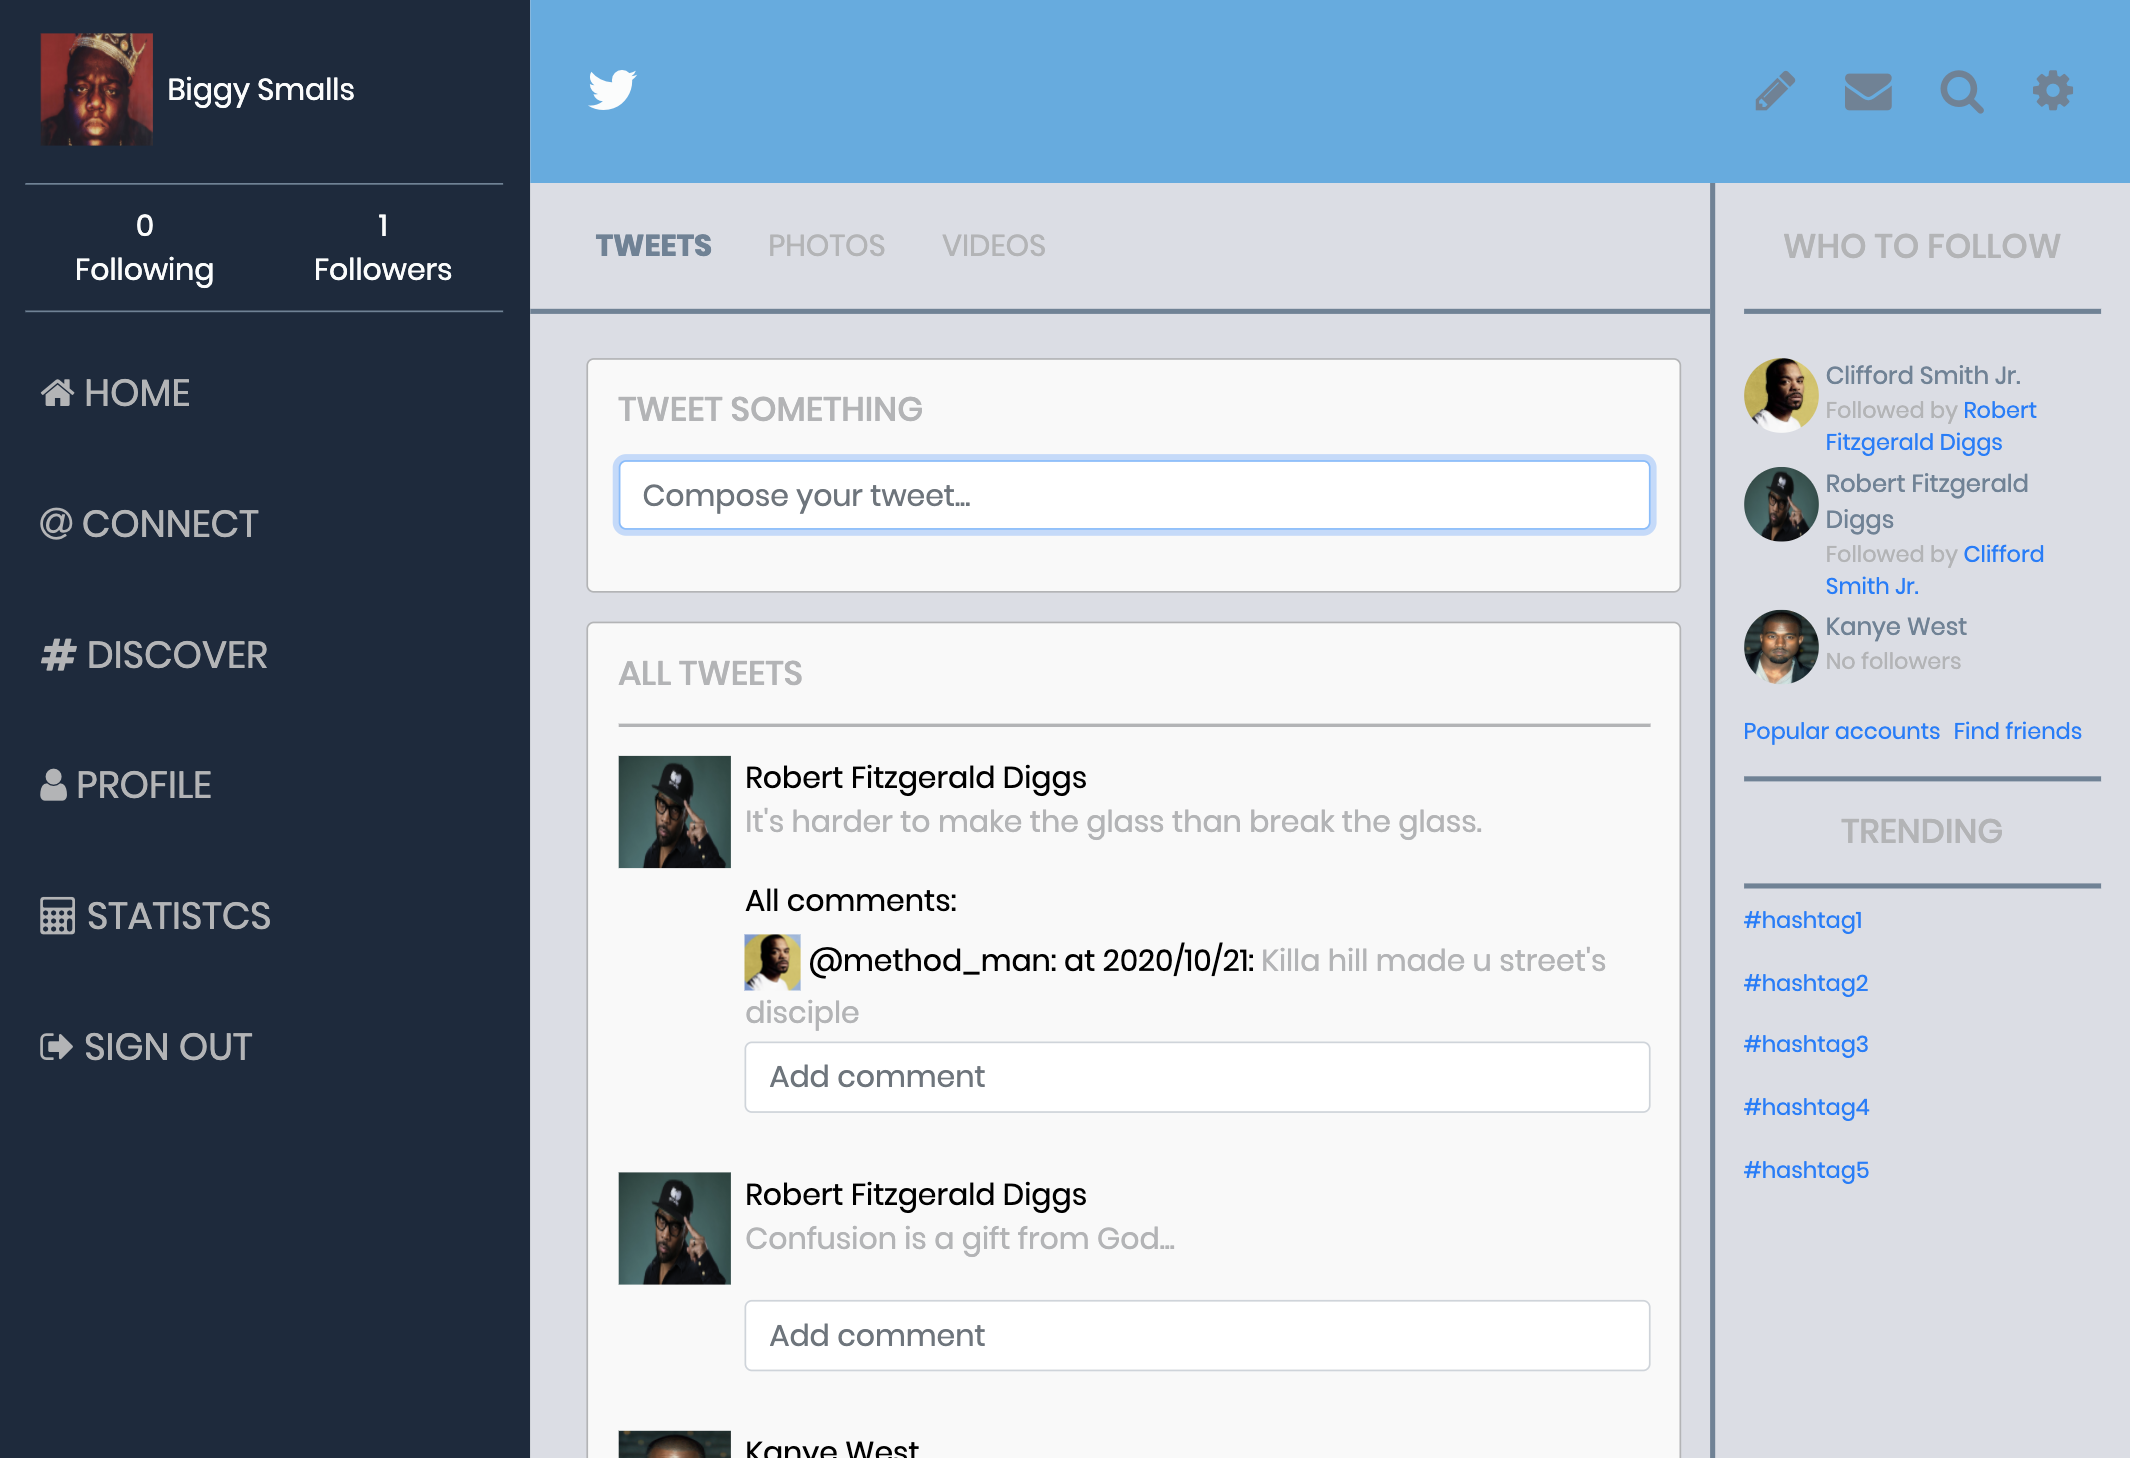 Biggy Smalls
0
Following
1
Followers
HOME
@ CONNECT
# DISCOVER
PROFILE
STATISTCS
SIGN OUT
TWEETS
PHOTOS
VIDEOS
TWEET SOMETHING
Compose your tweet...
ALL TWEETS
Robert Fitzgerald Diggs
It's harder to make the glass than break the glass.
All comments:
@method_man: at 2020/10/21: Killa hill made u street's
disciple
Add comment
Robert Fitzgerald Diggs
Confusion is a gift from God...
Add comment
Kanye West
WHO TO FOLLOW
Clifford Smith Jr.
Followed by Robert
Fitzgerald Diggs
Robert Fitzgerald
Diggs
Followed by Clifford
Smith Jr.
Kanye West
No followers
Popular accounts Find friends
TRENDING
#hashtag1
#hashtag2
#hashtag3
#hashtag4
#hashtag5